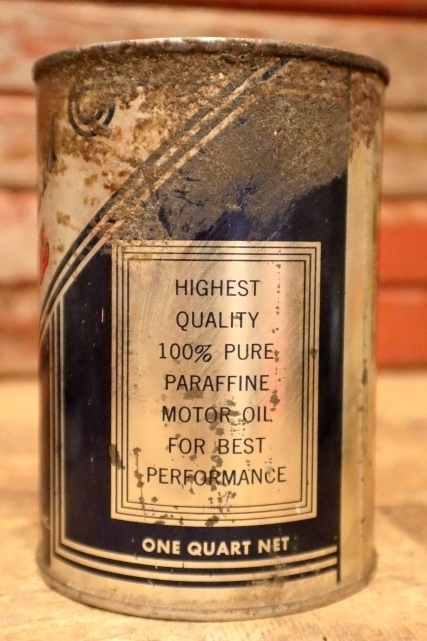 HIGHEST
QUALITY
100% PURE
PARAFFINE
MOTOR OIL
FOR BEST
PERFORMANCE
ONE QUART NET